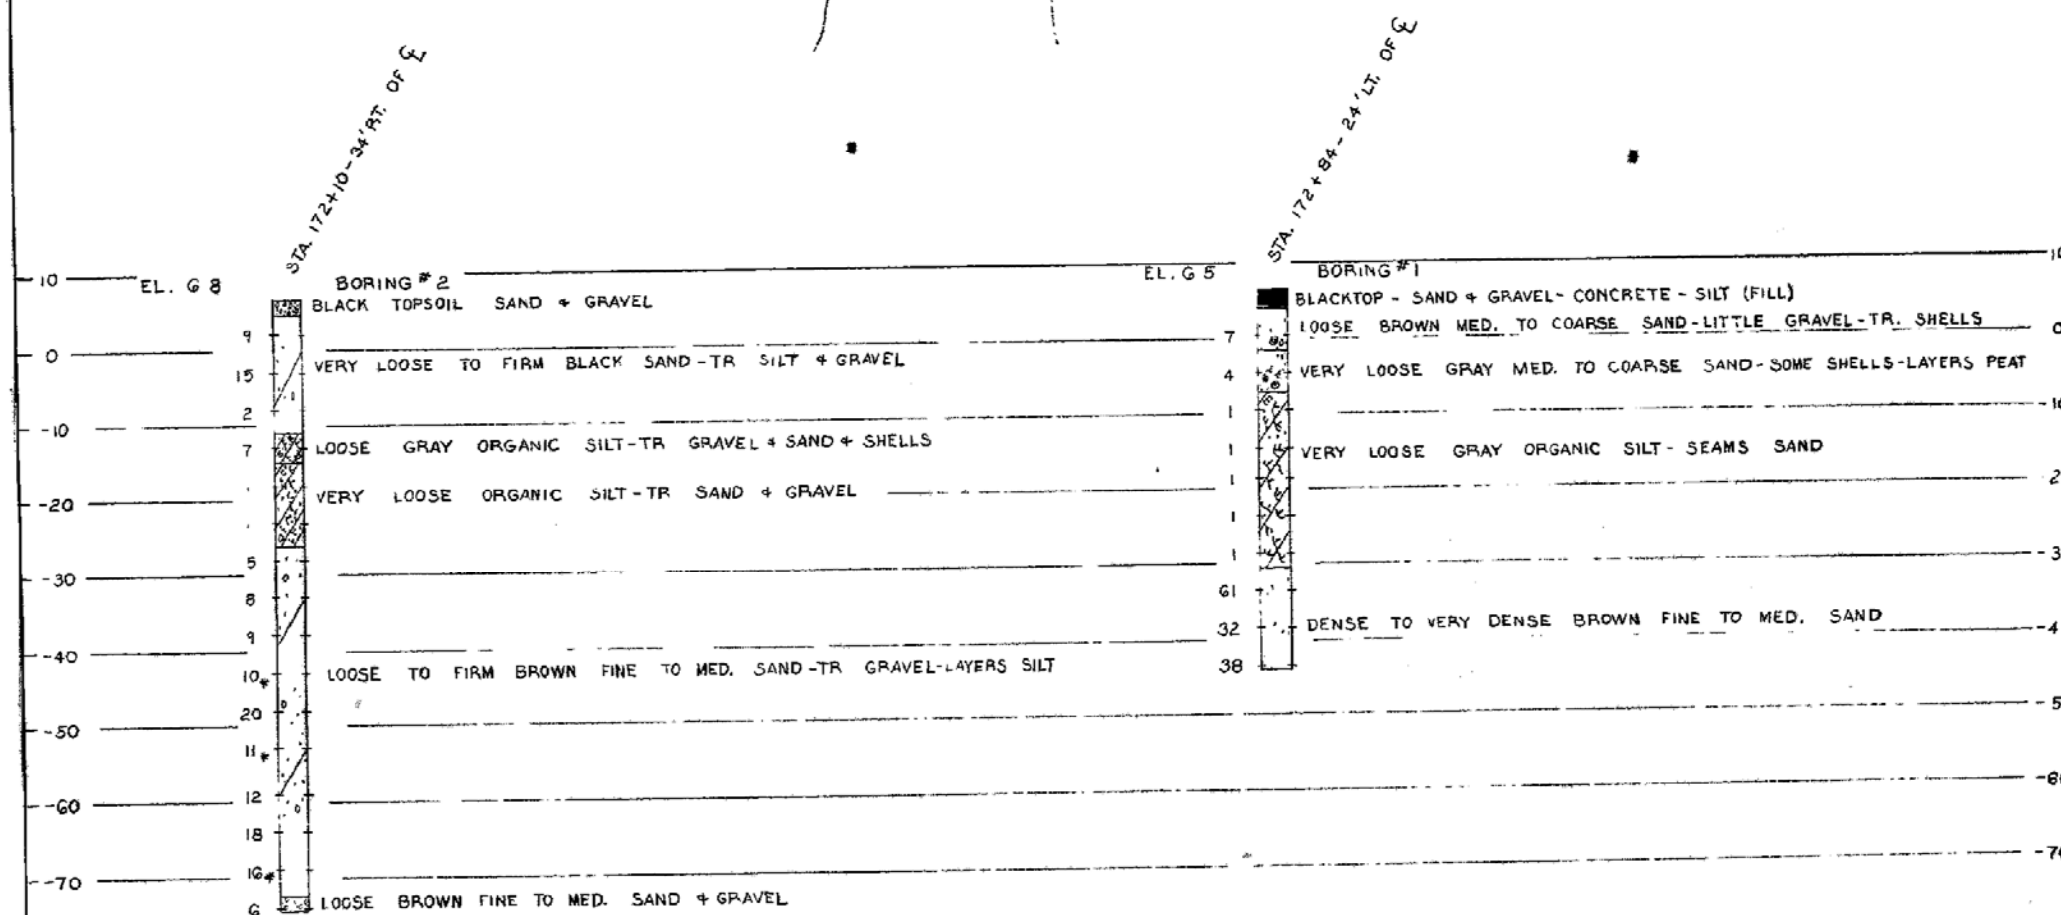 STA. 172+10-34'RT. OF ℄
STA. 172+84-24'LT. OF ℄
10
EL. G 8
BORING #2
EL. G 5
BORING #1
10
BLACK TOPSOIL SAND & GRAVEL
BLACKTOP - SAND & GRAVEL- CONCRETE - SILT (FILL)
9
7
LOOSE BROWN MED. TO COARSE SAND-LITTLE GRAVEL-TR. SHELLS
0
0
VERY LOOSE TO FIRM BLACK SAND-TR SILT & GRAVEL
15
4
VERY LOOSE GRAY MED. TO COARSE SAND-SOME SHELLS-LAYERS PEAT
2
1
-10
7
LOOSE GRAY ORGANIC SILT-TR GRAVEL & SAND & SHELLS
1
VERY LOOSE GRAY ORGANIC SILT- SEAMS SAND
VERY LOOSE ORGANIC SILT-TR SAND & GRAVEL
1
-2
-20
1
5
1
-3
-30
8
61
9
32
DENSE TO VERY DENSE BROWN FINE TO MED. SAND
-4
-40
10*
LOOSE TO FIRM BROWN FINE TO MED. SAND-TR GRAVEL-LAYERS SILT
38
20
-5
-50
11*
12
-60
18
16*
-70
6
LOOSE BROWN FINE TO MED. SAND & GRAVEL